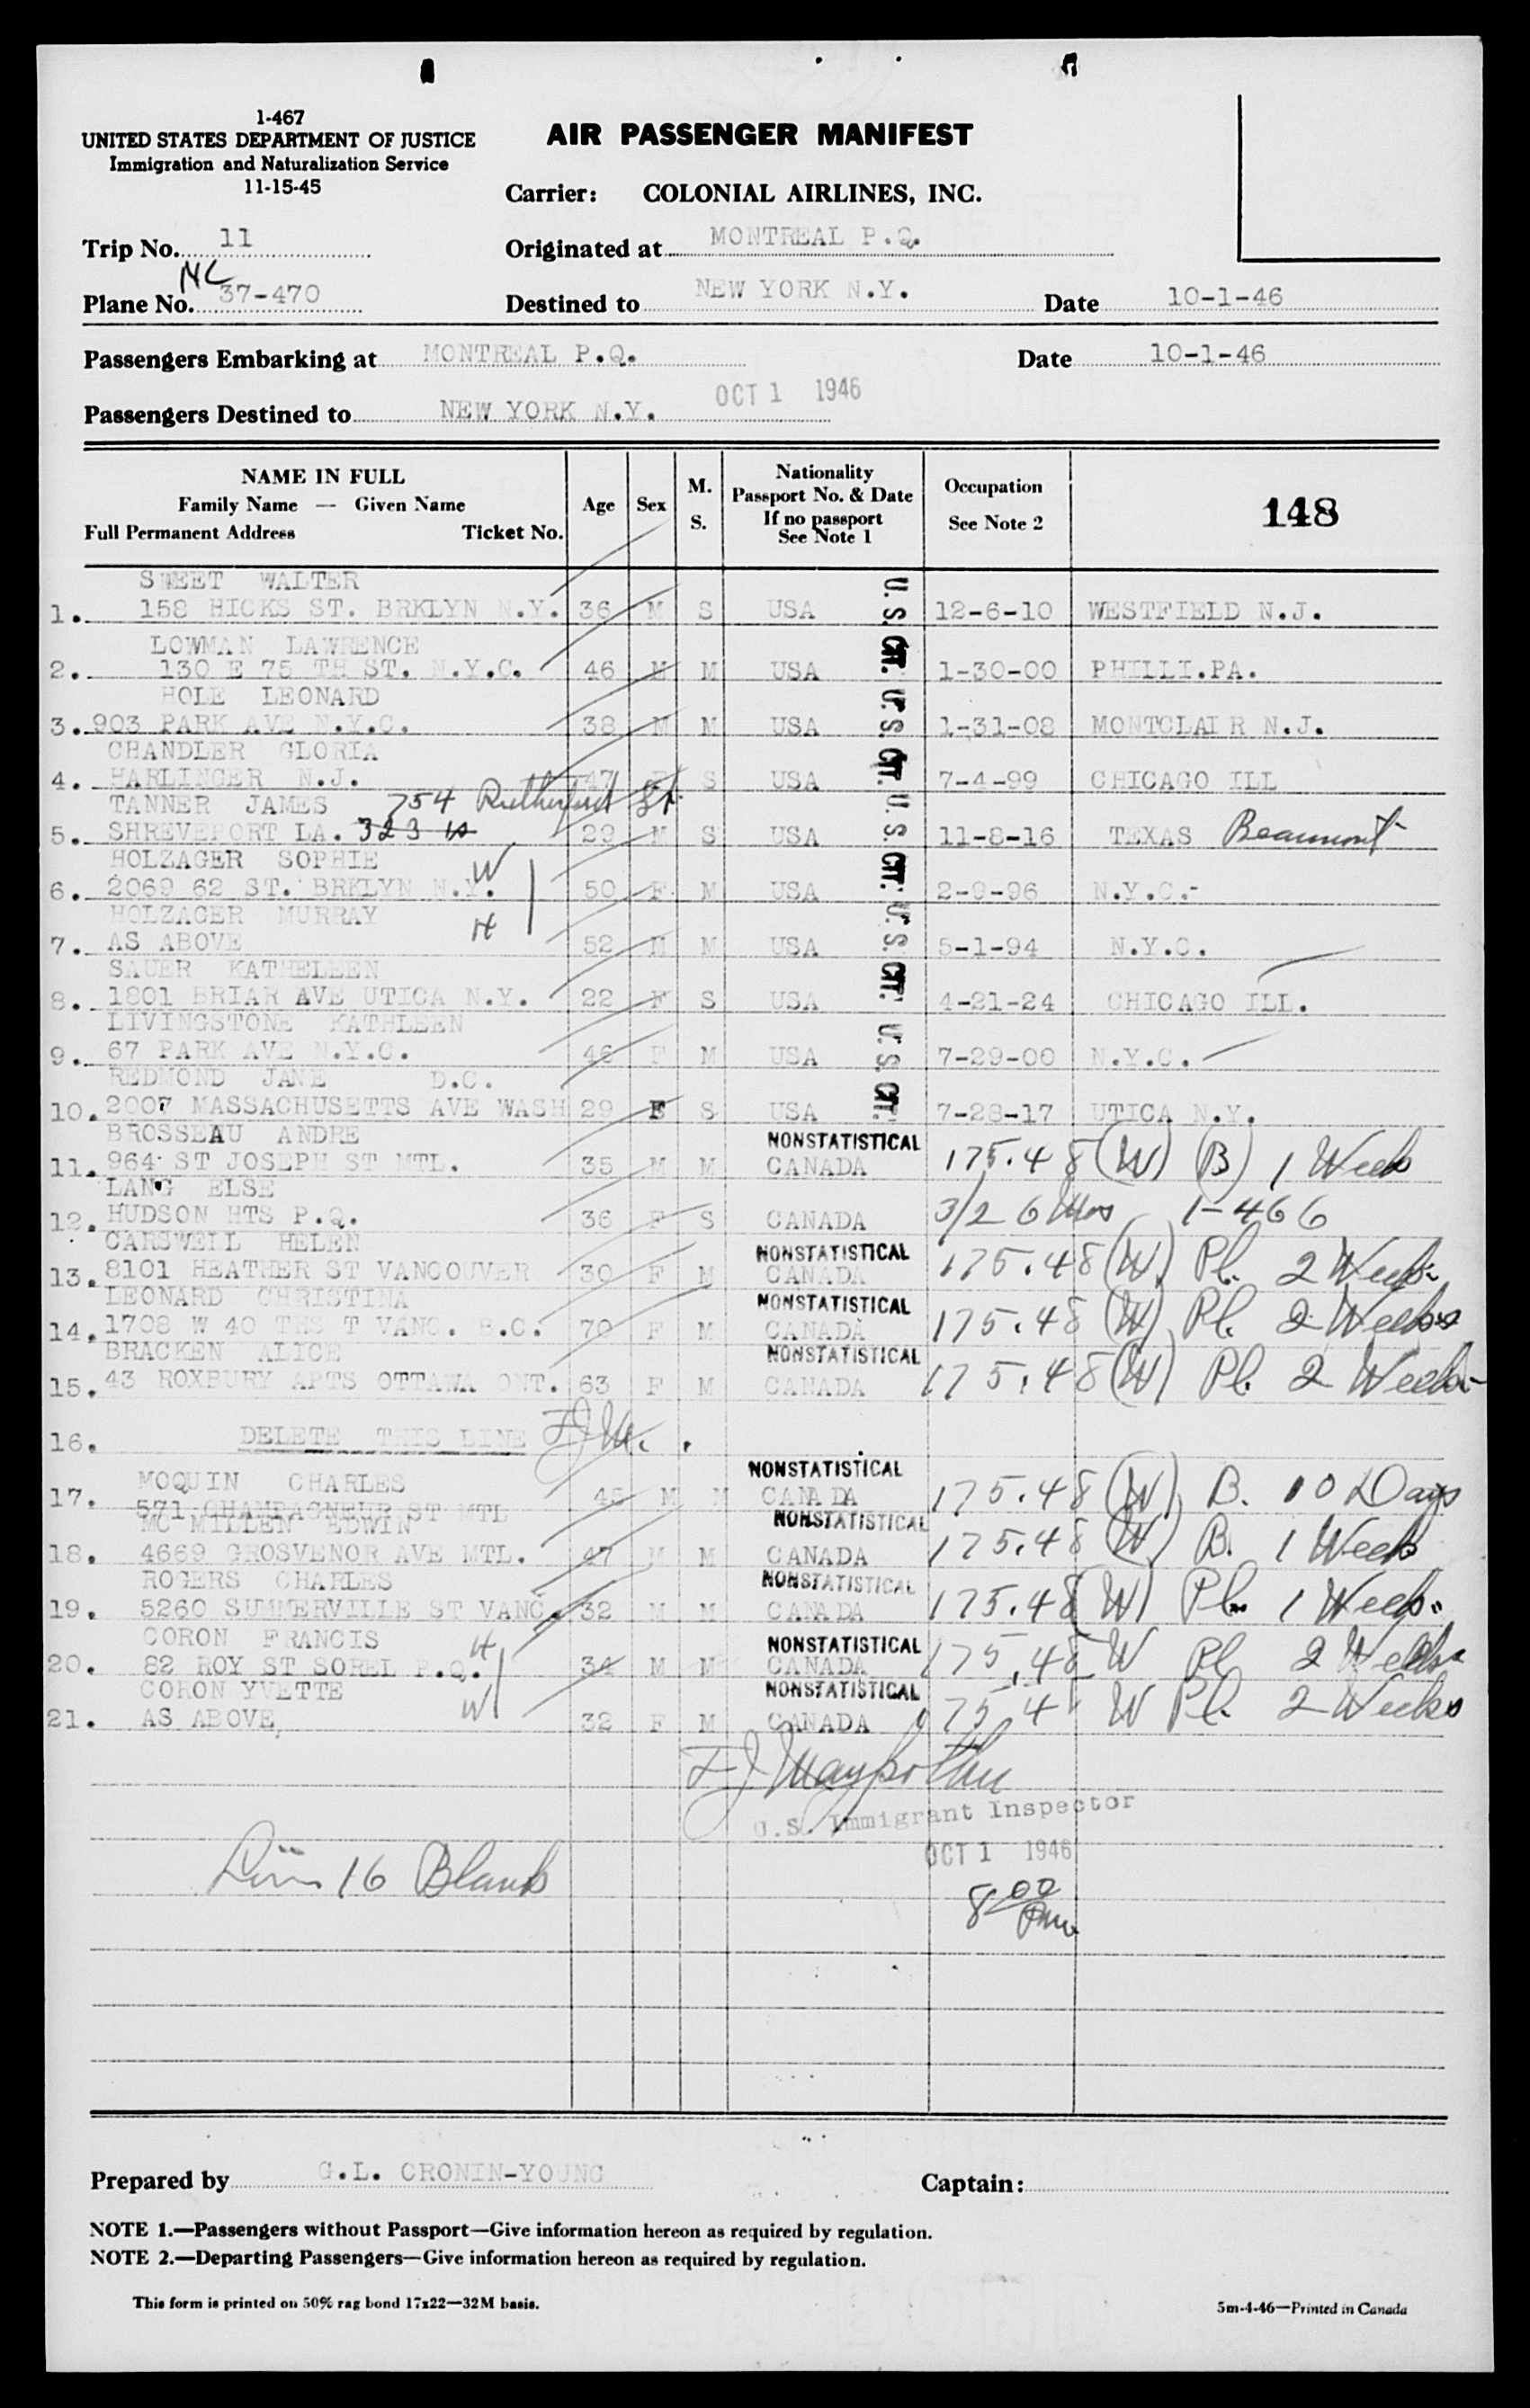 1-467
UNITED STATES DEPARTMENT OF JUSTICE
Immigration and Naturalization Service
11-15-45
AIR PASSENGER MANIFEST
Carrier: COLONIAL AIRLINES, INC.
Trip No. 11
Originated at MONTREAL P.Q.
NC
Plane No. 37-470
Destined to NEW YORK N.Y.
Date 10-1-46
Passengers Embarking at MONTREAL P.Q.
Date 10-1-46
OCT 1 1946
Passengers Destined to NEW YORK N.Y.
NAME IN FULL
Family Name — Given Name
Full Permanent Address Ticket No.
Age
Sex
M. S.
Nationality
Passport No. & Date
If no passport
See Note 1
Occupation
See Note 2
148
SWEET WALTER
1. 158 HICKS ST. BRKLYN N.Y. 36 M S USA U.S. CIT. 12-6-10 WESTFIELD N.J.
LOWMAN LAWRENCE
2. 130 E 75 TH ST. N.Y.C. 46 M M USA 1-30-00 PHILLI.PA.
HOLE LEONARD
3. 903 PARK AVE N.Y.C. 38 M M USA U.S. CIT. 1-31-08 MONTCLAIR N.J.
CHANDLER GLORIA
4. HARLINGER N.J. 47 F S USA 7-4-99 CHICAGO ILL
TANNER JAMES 754 Rutherford St.
5. SHREVEPORT LA. 323 29 M S USA U.S. CIT. 11-8-16 TEXAS Beaumont
HOLZAGER SOPHIE W
6. 2069 62 ST. BRKLYN N.Y. 50 F M USA 2-9-96 N.Y.C.-
HOLZAGER MURRAY H
7. AS ABOVE 52 M M USA U.S. CIT. 5-1-94 N.Y.C.
SAUER KATHELEEN
8. 1801 BRIAR AVE UTICA N.Y. 22 F S USA 4-21-24 CHICAGO ILL.
LIVINGSTONE KATHLEEN
9. 67 PARK AVE N.Y.C. 46 F M USA U.S. CIT. 7-29-00 N.Y.C.
REDMOND JANE D.C.
10. 2007 MASSACHUSETTS AVE WASH 29 F S USA 7-28-17 UTICA N.Y.
BROSSEAU ANDRE NONSTATISTICAL
11. 964 ST JOSEPH ST MTL. 35 M M CANADA 175.48 (W) (B) 1 Week
LANG ELSE
12. HUDSON HTS P.Q. 36 F S CANADA 3/2 6 Mos 1-466
CARSWELL HELEN NONSTATISTICAL
13. 8101 HEATHER ST VANCOUVER 30 F M CANADA 175.48 (W) Pl. 2 Weeks
LEONARD CHRISTINA NONSTATISTICAL
14. 1708 W 40 THS T VANC. B.C. 70 F M CANADA 175.48 (W) Pl. 2 Weeks
BRACKEN ALICE NONSTATISTICAL
15. 43 ROXBURY APTS OTTAWA ONT. 63 F M CANADA 175.48 (W) Pl. 2 Weeks
16. DELETE THIS LINE
MOQUIN CHARLES NONSTATISTICAL
17. 571 CHAMPAGNEUR ST MTL 45 M M CANADA 175.48 (W) B. 10 Days
MC MILLEN EDWIN NONSTATISTICAL
18. 4669 GROSVENOR AVE MTL. 47 M M CANADA 175.48 (W) B. 1 Week
ROGERS CHARLES NONSTATISTICAL
19. 5260 SUMMERVILLE ST VANC. 32 M M CANADA 175.48 (W) Pl. 1 Week.
CORON FRANCIS H NONSTATISTICAL
20. 82 ROY ST SOREL P.Q. 34 M M CANADA 175.48 W Pl 2 Weeks
CORON YVETTE W NONSTATISTICAL
21. AS ABOVE, 32 F M CANADA 175.4 W Pl. 2 Weeks
U.S. Immigrant Inspector
OCT 1 1946
Line 16 Blank
8 00 Pm
Prepared by G.L. CRONIN-YOUNG
Captain:
NOTE 1.—Passengers without Passport—Give information hereon as required by regulation.
NOTE 2.—Departing Passengers—Give information hereon as required by regulation.
This form is printed on 50% rag bond 17x22—32M basis.
5m-4-46—Printed in Canada